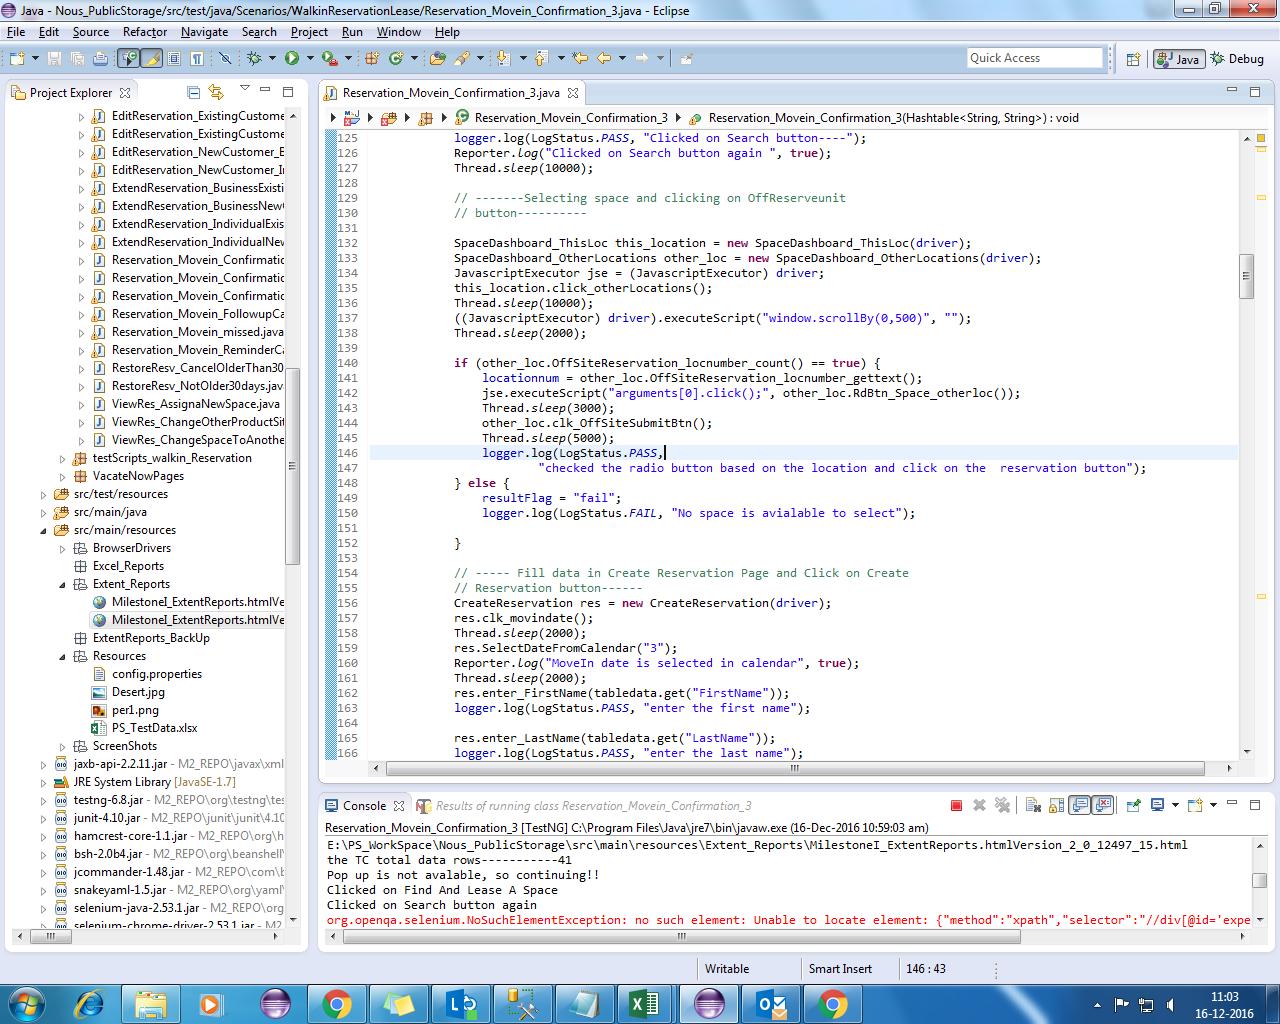 Java - Nous_PublicStorage/src/test/java/Scenarios/WalkinReservationLease/Reservation_Movein_Confirmation_3.java - Eclipse
File Edit Source Refactor Navigate Search Project Run Window Help
Quick Access
Java
Debug
Project Explorer
EditReservation_ExistingCustome
EditReservation_ExistingCustome
EditReservation_NewCustomer_E
EditReservation_NewCustomer_I
ExtendReservation_BusinessExisti
ExtendReservation_BusinessNew
ExtendReservation_IndividualExis
ExtendReservation_IndividualNew
Reservation_Movein_Confirmatio
Reservation_Movein_Confirmatic
Reservation_Movein_Confirmatic
Reservation_Movein_FollowupCa
Reservation_Movein_missed.java
Reservation_Movein_ReminderCa
RestoreResv_CancelOlderThan30
RestoreResv_NotOlder30days.jav
ViewRes_AssignaNewSpace.java
ViewRes_ChangeOtherProductSit
ViewRes_ChangeSpaceToAnothe
testScripts_walkin_Reservation
VacateNowPages
src/test/resources
src/main/java
src/main/resources
BrowserDrivers
Excel_Reports
Extent_Reports
MilestoneI_ExtentReports.htmlVe
MilestoneI_ExtentReports.htmlVe
ExtentReports_BackUp
Resources
config.properties
Desert.jpg
per1.png
PS_TestData.xlsx
ScreenShots
jaxb-api-2.2.11.jar - M2_REPO\javax\xml
JRE System Library [JavaSE-1.7]
testng-6.8.jar - M2_REPO\org\testng\tes
junit-4.10.jar - M2_REPO\junit\junit\4.10
hamcrest-core-1.1.jar - M2_REPO\org\h
bsh-2.0b4.jar - M2_REPO\org\beanshell
jcommander-1.48.jar - M2_REPO\com\b
snakeyaml-1.5.jar - M2_REPO\org\yaml
selenium-java-2.53.1.jar - M2_REPO\org
selenium-chrome-driver-2.53.1.jar - M2
Reservation_Movein_Confirmation_3.java
Reservation_Movein_Confirmation_3 Reservation_Movein_Confirmation_3(Hashtable<String, String>) : void
125 logger.log(LogStatus.PASS, "Clicked on Search button----");
126 Reporter.log("Clicked on Search button again ", true);
127 Thread.sleep(10000);
128
129 // -------Selecting space and clicking on OffReserveunit
130 // button----------
131
132 SpaceDashboard_ThisLoc this_location = new SpaceDashboard_ThisLoc(driver);
133 SpaceDashboard_OtherLocations other_loc = new SpaceDashboard_OtherLocations(driver);
134 JavascriptExecutor jse = (JavascriptExecutor) driver;
135 this_location.click_otherLocations();
136 Thread.sleep(10000);
137 ((JavascriptExecutor) driver).executeScript("window.scrollBy(0,500)", "");
138 Thread.sleep(2000);
139
140 if (other_loc.OffSiteReservation_locnumber_count() == true) {
141 locationnum = other_loc.OffSiteReservation_locnumber_gettext();
142 jse.executeScript("arguments[0].click();", other_loc.RdBtn_Space_otherloc());
143 Thread.sleep(3000);
144 other_loc.clk_OffSiteSubmitBtn();
145 Thread.sleep(5000);
146 logger.log(LogStatus.PASS,
147 "checked the radio button based on the location and click on the  reservation button");
148 } else {
149 resultFlag = "fail";
150 logger.log(LogStatus.FAIL, "No space is avialable to select");
151
152 }
153
154 // ----- Fill data in Create Reservation Page and Click on Create
155 // Reservation button------
156 CreateReservation res = new CreateReservation(driver);
157 res.clk_movindate();
158 Thread.sleep(2000);
159 res.SelectDateFromCalendar("3");
160 Reporter.log("MoveIn date is selected in calendar", true);
161 Thread.sleep(2000);
162 res.enter_FirstName(tabledata.get("FirstName"));
163 logger.log(LogStatus.PASS, "enter the first name");
164
165 res.enter_LastName(tabledata.get("LastName"));
166 logger.log(LogStatus.PASS, "enter the last name");
Console
Results of running class Reservation_Movein_Confirmation_3
Reservation_Movein_Confirmation_3 [TestNG] C:\Program Files\Java\jre7\bin\javaw.exe (16-Dec-2016 10:59:03 am)
E:\PS_WorkSpace\Nous_PublicStorage\src\main\resources\Extent_Reports\MilestoneI_ExtentReports.htmlVersion_2_0_12497_15.html
the TC total data rows-----------41
Pop up is not avalable, so continuing!!
Clicked on Find And Lease A Space
Clicked on Search button again
org.openqa.selenium.NoSuchElementException: no such element: Unable to locate element: {"method":"xpath","selector":"//div[@id='expe
Writable
Smart Insert
146 : 43
11:03
16-12-2016